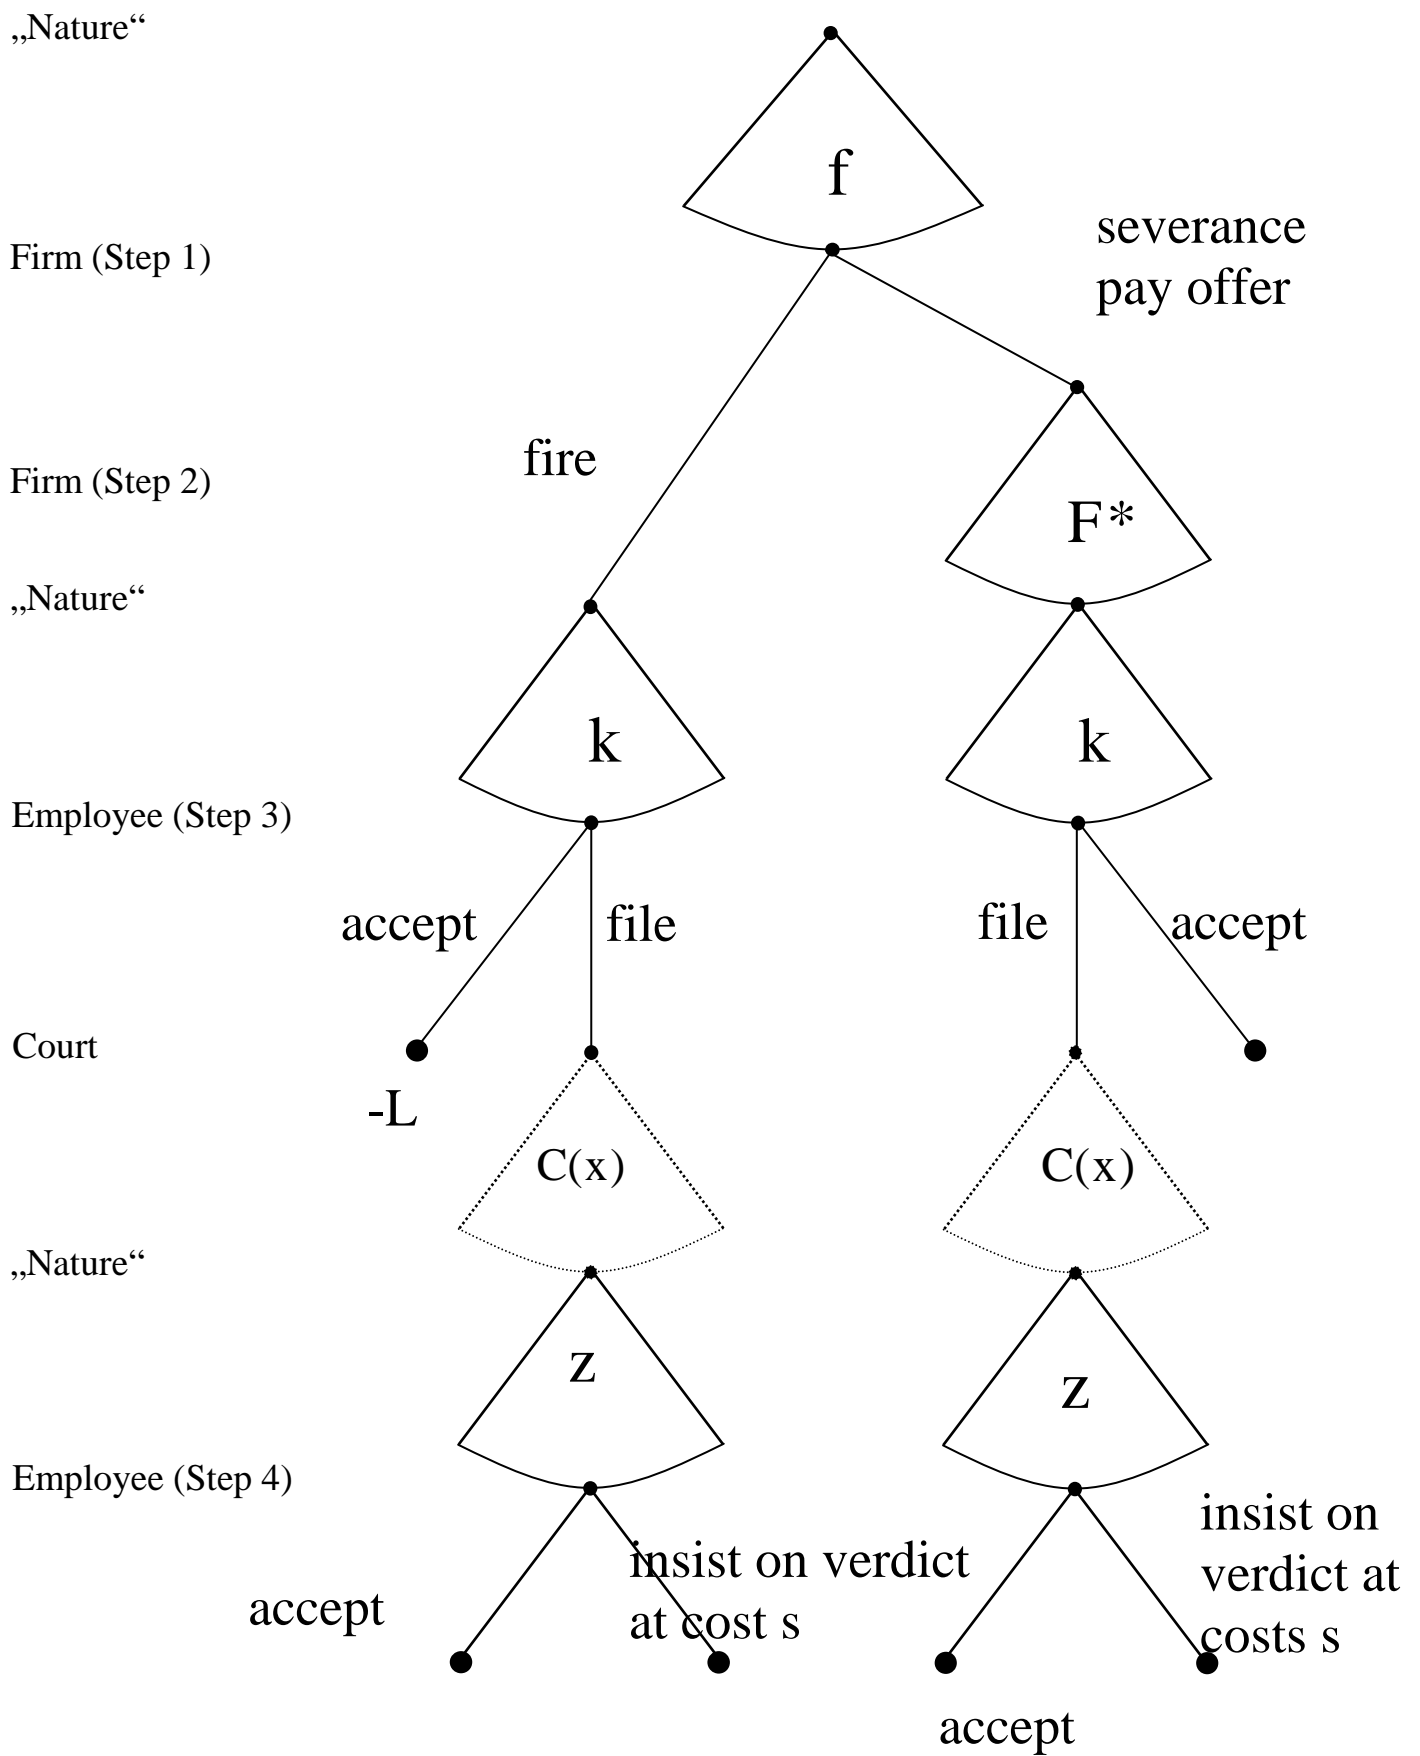 „Nature“
f
severance
pay offer
Firm (Step 1)
fire
Firm (Step 2)
F*
„Nature“
k
k
Employee (Step 3)
accept
file
file
accept
Court
-L
C(x)
C(x)
„Nature“
z
z
Employee (Step 4)
insist on
verdict at
costs s
insist on verdict
at cost s
accept
accept